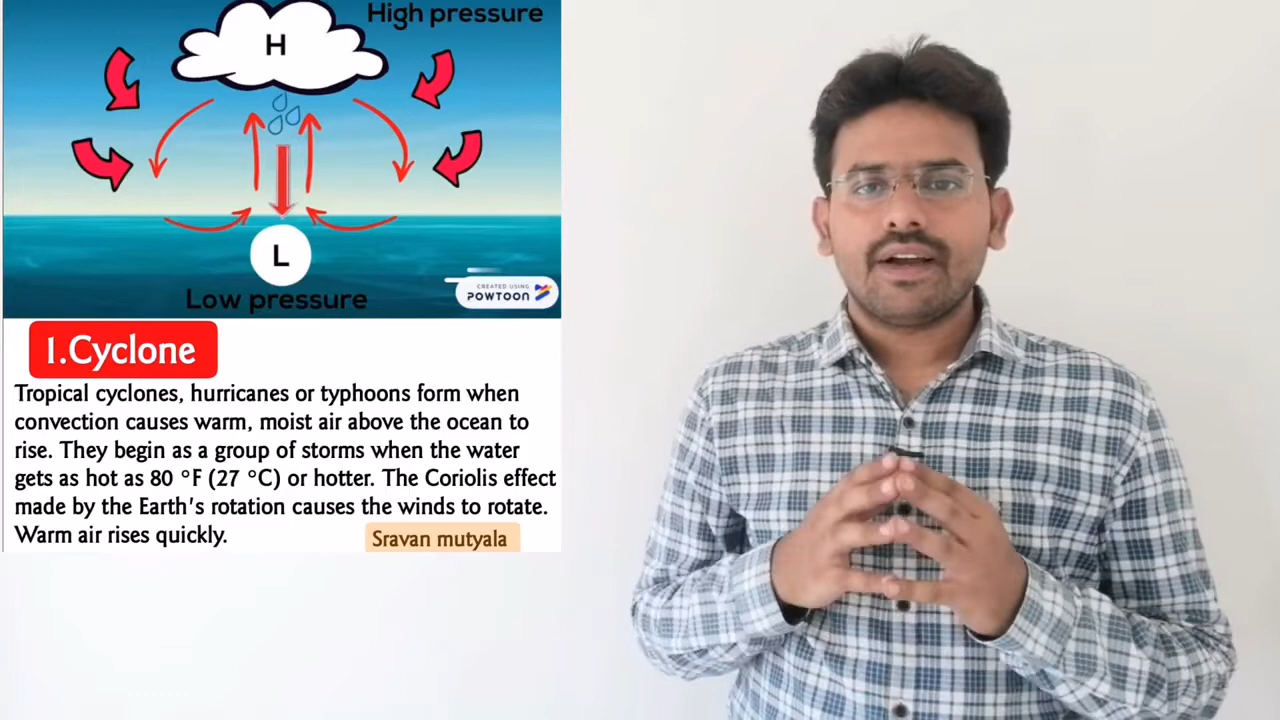 High pressure
H
L
Low pressure
CREATED USING
POWTOON
1.Cyclone
Tropical cyclones, hurricanes or typhoons form when
convection causes warm, moist air above the ocean to
rise. They begin as a group of storms when the water
gets as hot as 80 °F (27 °C) or hotter. The Coriolis effect
made by the Earth's rotation causes the winds to rotate.
Warm air rises quickly.
Sravan mutyala